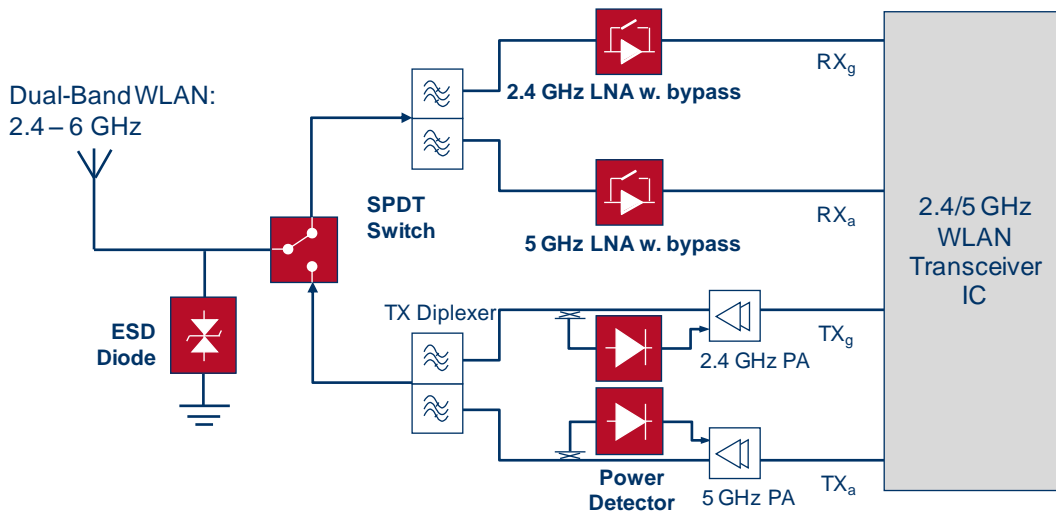 Dual-Band WLAN:
2.4 – 6 GHz
SPDT
Switch
ESD
Diode
2.4 GHz LNA w. bypass
5 GHz LNA w. bypass
RXg
RXa
TX Diplexer
2.4 GHz PA
TXg
Power
Detector
5 GHz PA
TXa
2.4/5 GHz
WLAN
Transceiver
IC